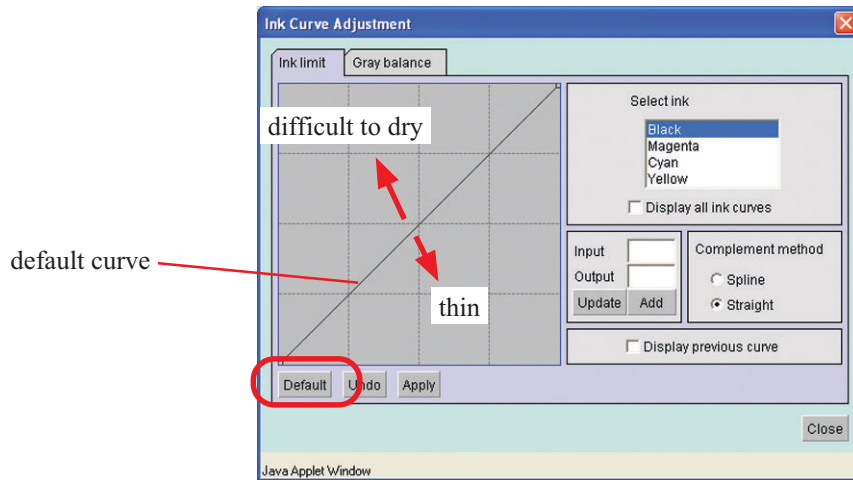 Ink Curve Adjustment
Ink limit
Gray balance
difficult to dry
default curve
thin
Select ink
Black
Magenta
Cyan
Yellow
Display all ink curves
Input
Output
Update
Add
Complement method
Spline
Straight
Display previous curve
Default
Undo
Apply
Close
Java Applet Window